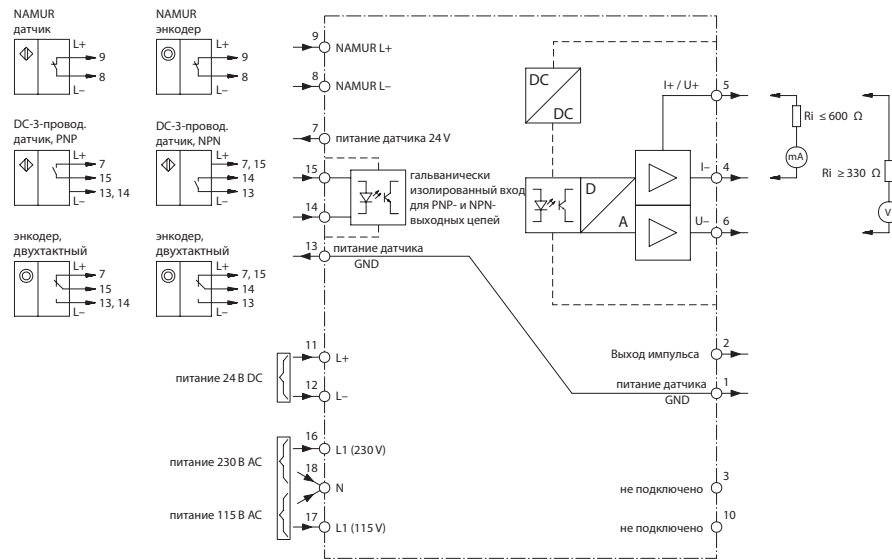 NAMUR
датчик
L+
9
8
L–
NAMUR
энкодер
L+
9
8
L–
DC-3-провод.
датчик, PNP
L+
7
15
13, 14
L–
DC-3-провод.
датчик, NPN
L+
7, 15
14
13
L–
энкодер,
двухтактный
L+
7
15
13, 14
L–
энкодер,
двухтактный
L+
7, 15
14
13
L–
9
NAMUR L+
8
NAMUR L–
7
питание датчика 24 V
15
14
гальванически
изолированный вход
для PNP- и NPN-
выходных цепей
13
питание датчика
GND
питание 24 В DC
11
L+
12
L–
питание 230 В AC
16
L1 (230 V)
18
N
питание 115 В AC
17
L1 (115 V)
DC
DC
D
A
I+ / U+
5
I–
4
U–
6
Ri ≤ 600 Ω
mA
Ri ≥ 330 Ω
V
Выход импульса
2
питание датчика
1
GND
не подключено
3
не подключено
10